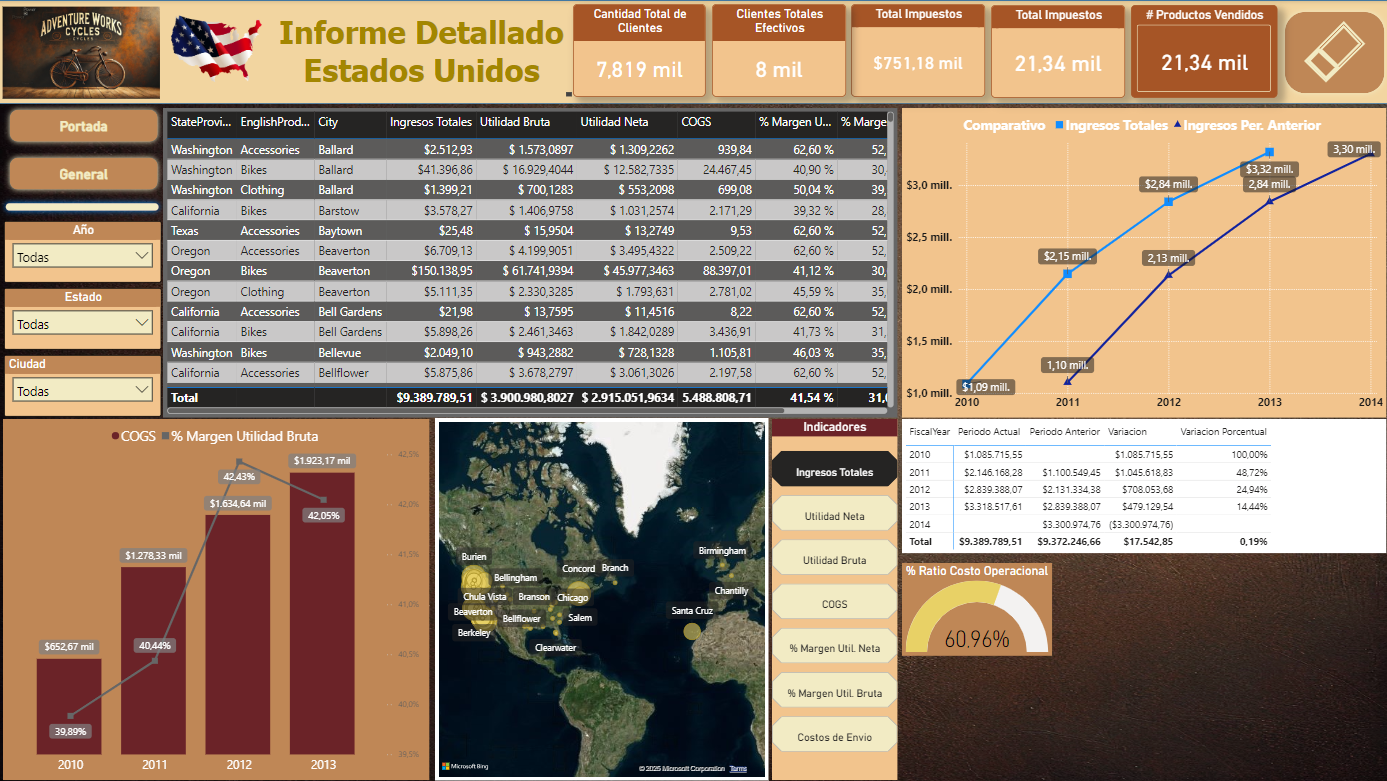 ADVENTURE WORKS
CYCLES
CYCLES
Informe Detallado
Estados Unidos
Cantidad Total de
Clientes
7,819 mil
Clientes Totales
Efectivos
8 mil
Total Impuestos
$751,18 mil
Total Impuestos
21,34 mil
# Productos Vendidos
21,34 mil
Portada
General
Año
Todas
Estado
Todas
Ciudad
Todas
StateProvi... EnglishProd... City Ingresos Totales Utilidad Bruta Utilidad Neta COGS % Margen U... % Marge
Washington Accessories Ballard $2.512,93 $ 1.573,0897 $ 1.309,2262 939,84 62,60 % 52,
Washington Bikes Ballard $41.396,86 $ 16.929,4044 $ 12.582,7335 24.467,45 40,90 % 30,
Washington Clothing Ballard $1.399,21 $ 700,1283 $ 553,2098 699,08 50,04 % 39,
California Bikes Barstow $3.578,27 $ 1.406,9758 $ 1.031,2574 2.171,29 39,32 % 28,
Texas Accessories Baytown $25,48 $ 15,9504 $ 13,2749 9,53 62,60 % 52,
Oregon Accessories Beaverton $6.709,13 $ 4.199,9051 $ 3.495,4322 2.509,22 62,60 % 52,
Oregon Bikes Beaverton $150.138,95 $ 61.741,9394 $ 45.977,3463 88.397,01 41,12 % 30,
Oregon Clothing Beaverton $5.111,35 $ 2.330,3285 $ 1.793,631 2.781,02 45,59 % 35,
California Accessories Bell Gardens $21,98 $ 13,7595 $ 11,4516 8,22 62,60 % 52,
California Bikes Bell Gardens $5.898,26 $ 2.461,3463 $ 1.842,0289 3.436,91 41,73 % 31,
Washington Bikes Bellevue $2.049,10 $ 943,2882 $ 728,1328 1.105,81 46,03 % 35,
California Accessories Bellflower $5.875,86 $ 3.678,2797 $ 3.061,3026 2.197,58 62,60 % 52,
Total $9.389.789,51 $ 3.900.980,8027 $ 2.915.051,9634 5.488.808,71 41,54 % 31,0
Comparativo Ingresos Totales Ingresos Per. Anterior
$3,0 mill.
$2,5 mill.
$2,0 mill.
$1,5 mill.
$1,0 mill.
$1,09 mill.
$2,15 mill.
$2,84 mill.
$3,32 mill.
1,10 mill.
2,13 mill.
2,84 mill.
3,30 mill.
2010 2011 2012 2013 2014
COGS % Margen Utilidad Bruta
$652,67 mil
$1.278,33 mil
$1.634,64 mil
$1.923,17 mil
39,89%
40,44%
42,43%
42,05%
42,5%
42,0%
41,5%
41,0%
40,5%
40,0%
39,5%
2010 2011 2012 2013
Burien
Bellingham
Concord
Branch
Birmingham
Chula Vista
Branson
Chicago
Chantilly
Beaverton
Bellflower
Salem
Santa Cruz
Berkeley
Clearwater
Microsoft Bing
© 2025 Microsoft Corporation Terms
Indicadores
Ingresos Totales
Utilidad Neta
Utilidad Bruta
COGS
% Margen Util. Neta
% Margen Util. Bruta
Costos de Envio
FiscalYear Periodo Actual Periodo Anterior Variacion Variacion Porcentual
2010 $1.085.715,55 $1.085.715,55 100,00%
2011 $2.146.168,28 $1.100.549,45 $1.045.618,83 48,72%
2012 $2.839.388,07 $2.131.334,38 $708.053,68 24,94%
2013 $3.318.517,61 $2.839.388,07 $479.129,54 14,44%
2014 $3.300.974,76 ($3.300.974,76)
Total $9.389.789,51 $9.372.246,66 $17.542,85 0,19%
% Ratio Costo Operacional
60,96%